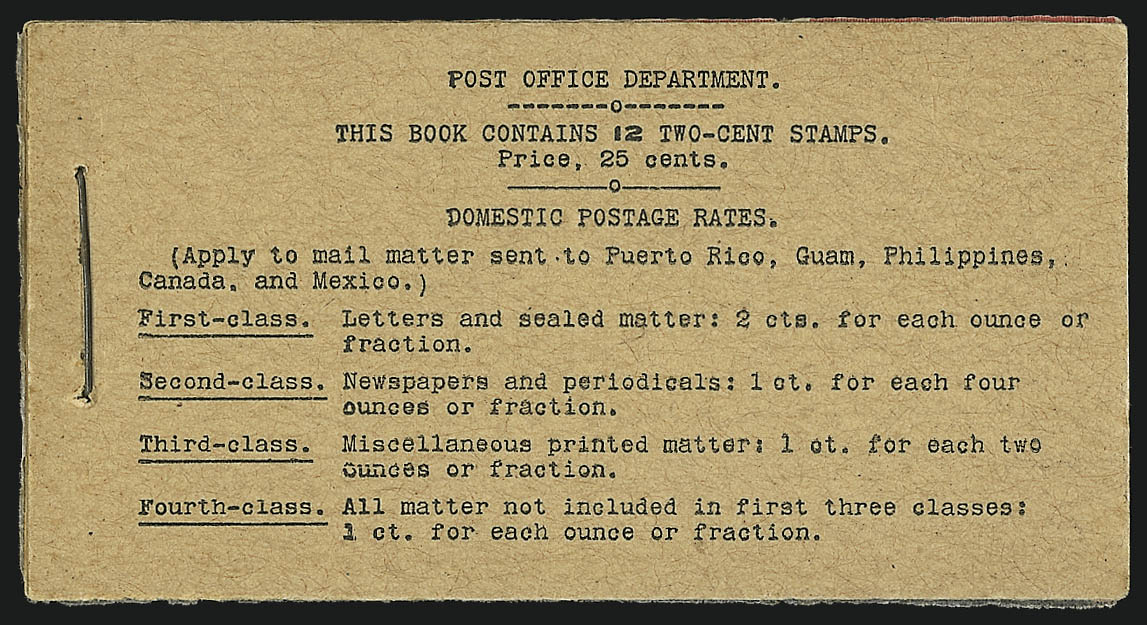 POST OFFICE DEPARTMENT.
-------o-------
THIS BOOK CONTAINS 12 TWO-CENT STAMPS.
Price, 25 cents.
———o———
DOMESTIC POSTAGE RATES.
(Apply to mail matter sent to Puerto Rico, Guam, Philippines,
Canada, and Mexico.)
First-class. Letters and sealed matter: 2 cts. for each ounce or
fraction.
Second-class. Newspapers and periodicals: 1 ct. for each four
ounces or fraction.
Third-class. Miscellaneous printed matter: 1 ct. for each two
ounces or fraction.
Fourth-class. All matter not included in first three classes:
1 ct. for each ounce or fraction.